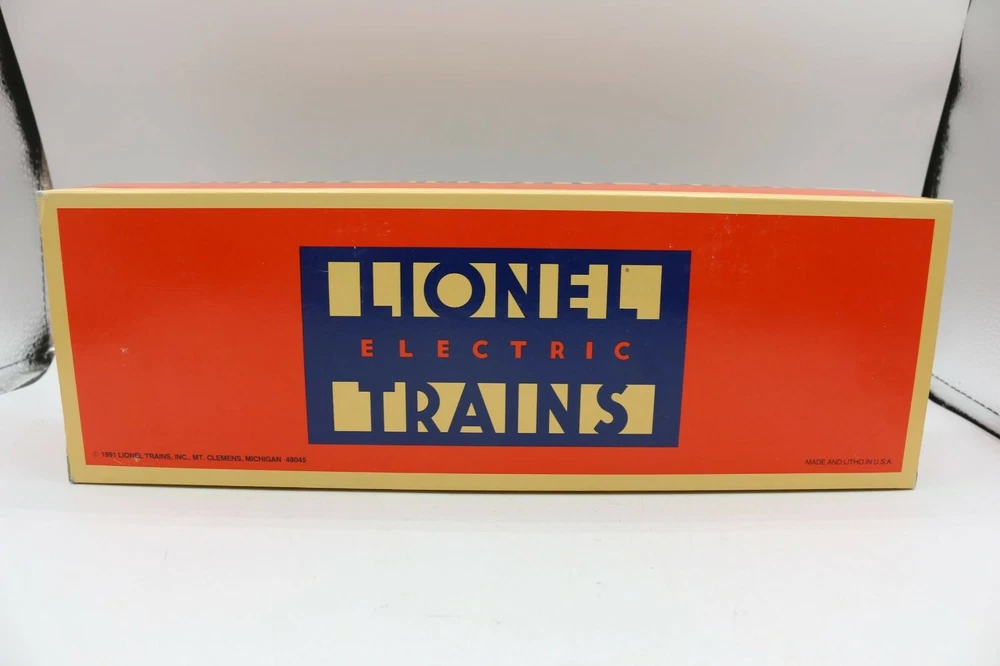 LIONEL
ELECTRIC
TRAINS
© 1991 LIONEL TRAINS, INC., MT. CLEMENS, MICHIGAN 48045
MADE AND LITHO IN U.S.A.